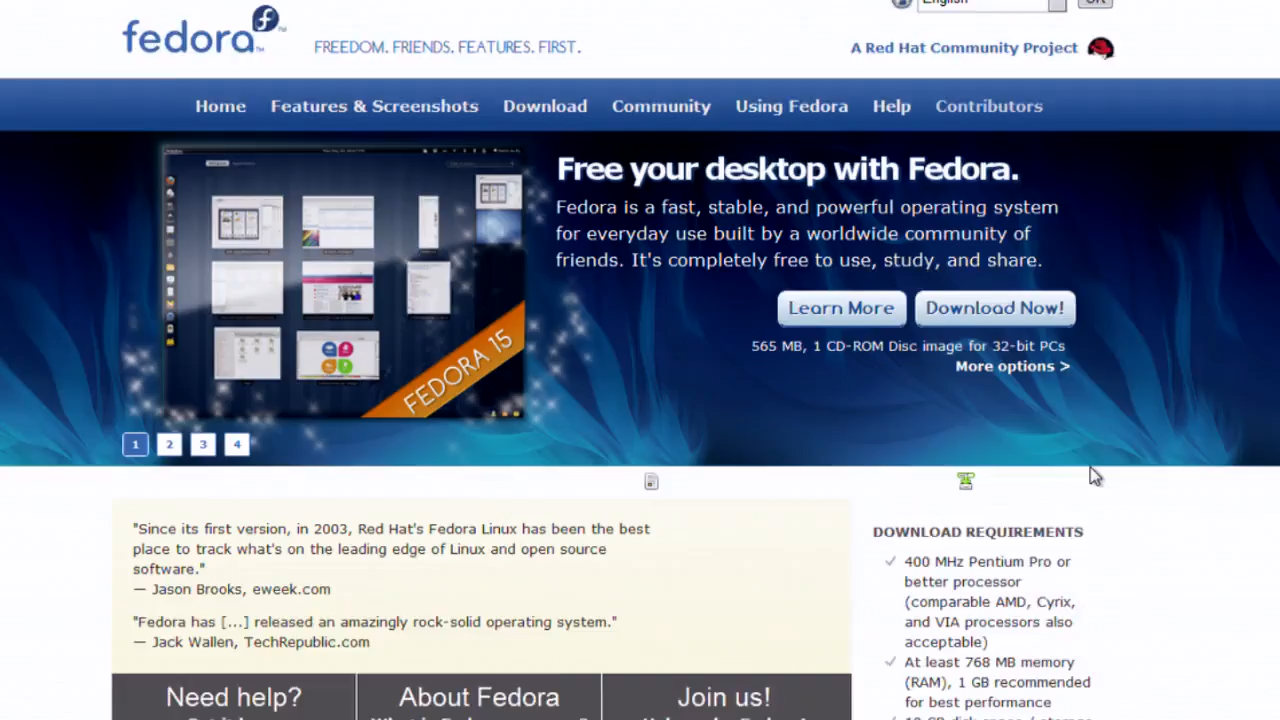 English
OK
fedora
FREEDOM. FRIENDS. FEATURES. FIRST.
A Red Hat Community Project
Home
Features & Screenshots
Download
Community
Using Fedora
Help
Contributors
FEDORA 15
Free your desktop with Fedora.
Fedora is a fast, stable, and powerful operating system
for everyday use built by a worldwide community of
friends. It's completely free to use, study, and share.
Learn More
Download Now!
565 MB, 1 CD-ROM Disc image for 32-bit PCs
More options >
1
2
3
4
"Since its first version, in 2003, Red Hat's Fedora Linux has been the best
place to track what's on the leading edge of Linux and open source
software."
— Jason Brooks, eweek.com
"Fedora has [...] released an amazingly rock-solid operating system."
— Jack Wallen, TechRepublic.com
DOWNLOAD REQUIREMENTS
400 MHz Pentium Pro or
better processor
(comparable AMD, Cyrix,
and VIA processors also
acceptable)
At least 768 MB memory
(RAM), 1 GB recommended
for best performance
Need help?
About Fedora
Join us!